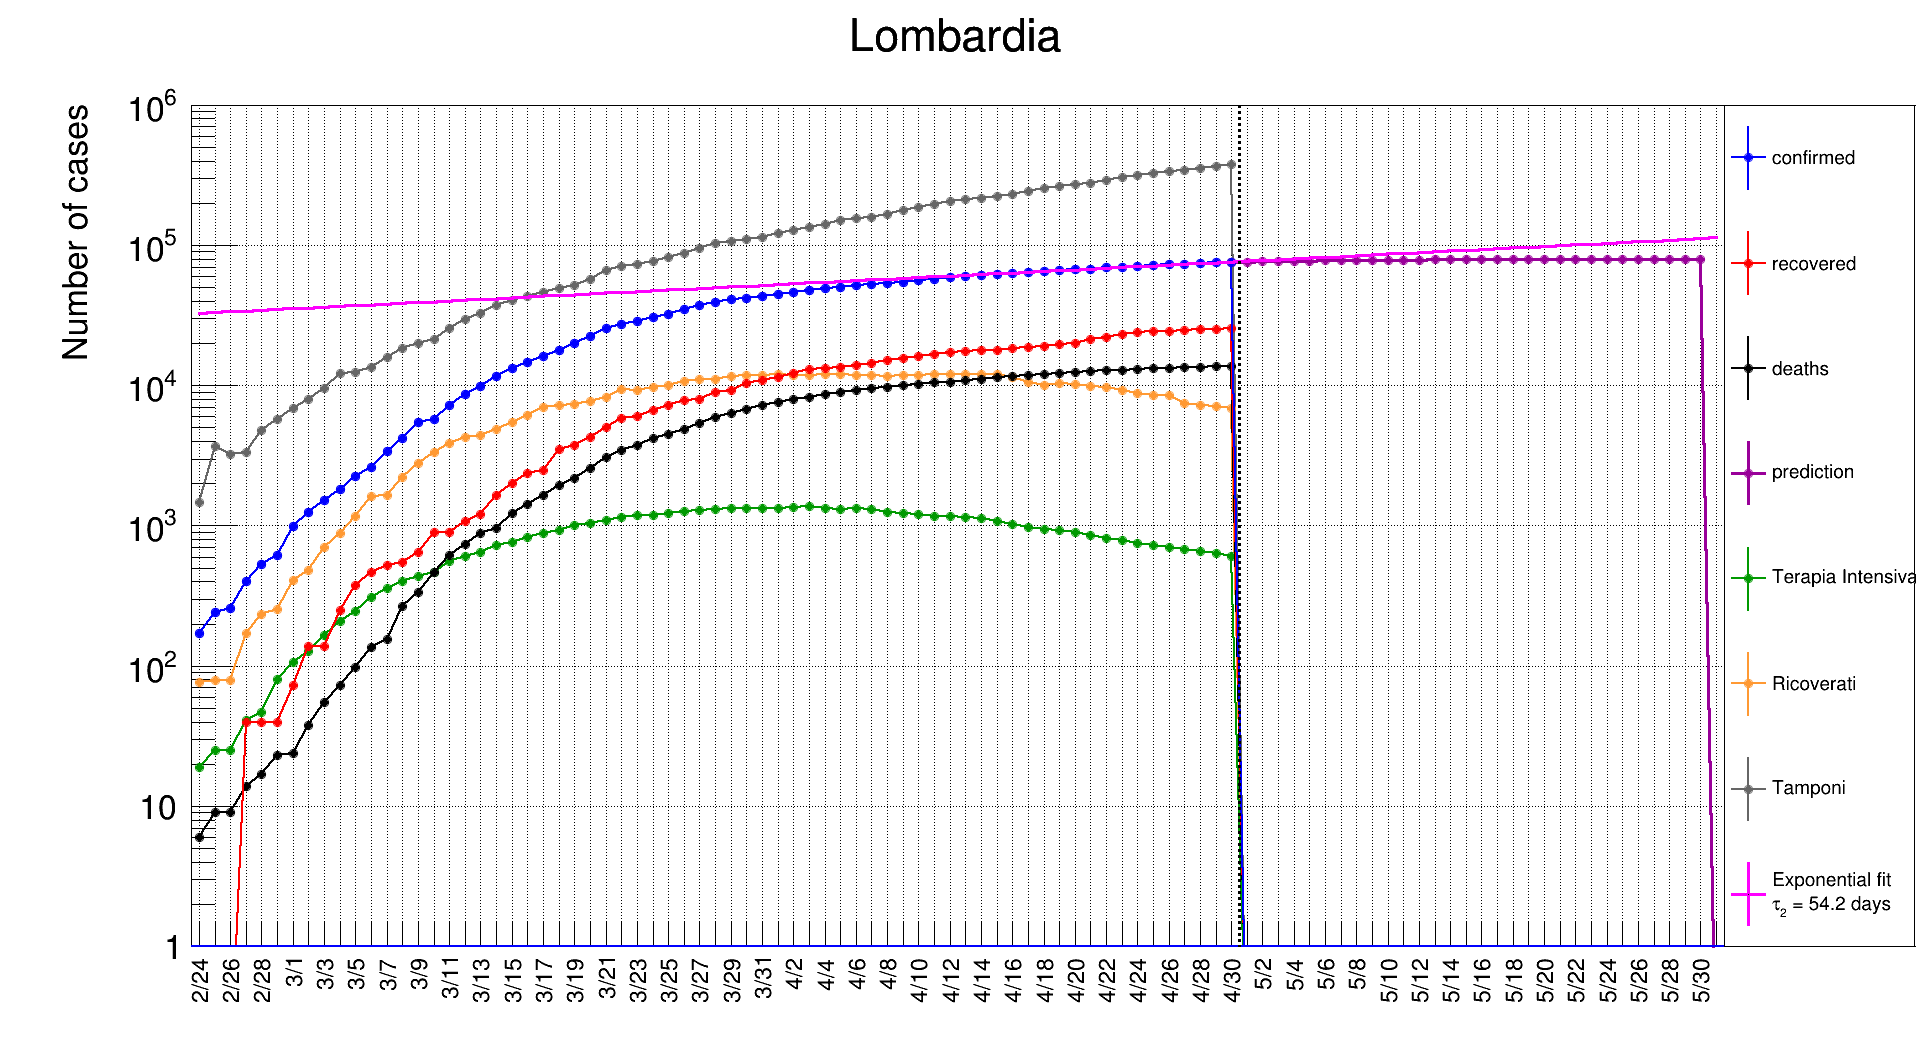 Lombardia
Number of cases
10^6
10^5
10^4
10^3
10^2
10
1
2/24 2/26 2/28 3/1 3/3 3/5 3/7 3/9 3/11 3/13 3/15 3/17 3/19 3/21 3/23 3/25 3/27 3/29 3/31 4/2 4/4 4/6 4/8 4/10 4/12 4/14 4/16 4/18 4/20 4/22 4/24 4/26 4/28 4/30 5/2 5/4 5/6 5/8 5/10 5/12 5/14 5/16 5/18 5/20 5/22 5/24 5/26 5/28 5/30
confirmed
recovered
deaths
prediction
Terapia Intensiva
Ricoverati
Tamponi
Exponential fit
τ₂ = 54.2 days